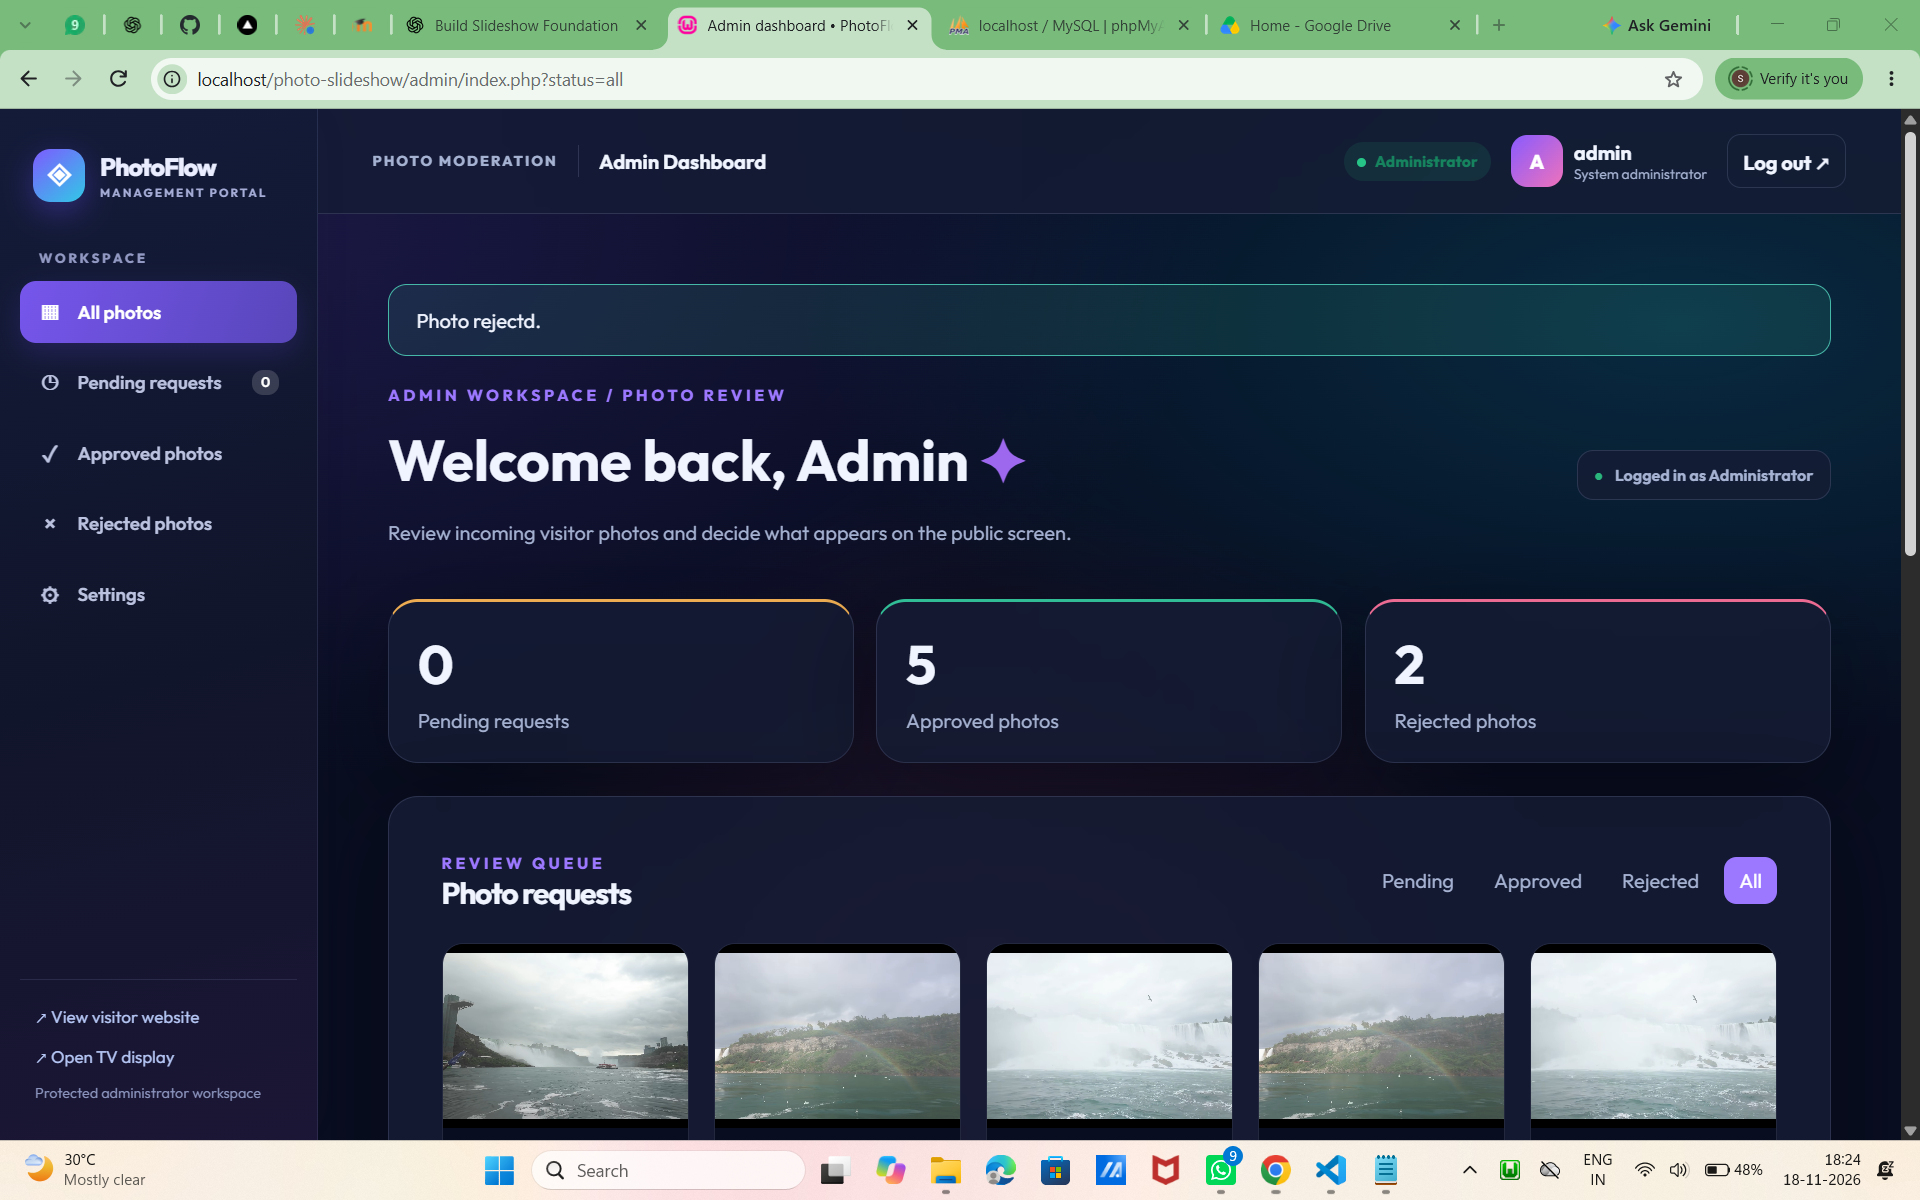 9
Build Slideshow Foundation
Admin dashboard • PhotoFl
localhost / MySQL | phpMyA
Home - Google Drive
Ask Gemini
localhost/photo-slideshow/admin/index.php?status=all
S
Verify it's you
PhotoFlow
MANAGEMENT PORTAL
WORKSPACE
All photos
Pending requests 0
Approved photos
Rejected photos
Settings
↗ View visitor website
↗ Open TV display
Protected administrator workspace
PHOTO MODERATION
Admin Dashboard
Administrator
A
admin
System administrator
Log out ↗
Photo rejectd.
ADMIN WORKSPACE / PHOTO REVIEW
Welcome back, Admin
Logged in as Administrator
Review incoming visitor photos and decide what appears on the public screen.
0
Pending requests
5
Approved photos
2
Rejected photos
REVIEW QUEUE
Photo requests
Pending Approved Rejected All
30°C
Mostly clear
Search
9
ENG
IN
48%
18:24
18-11-2026